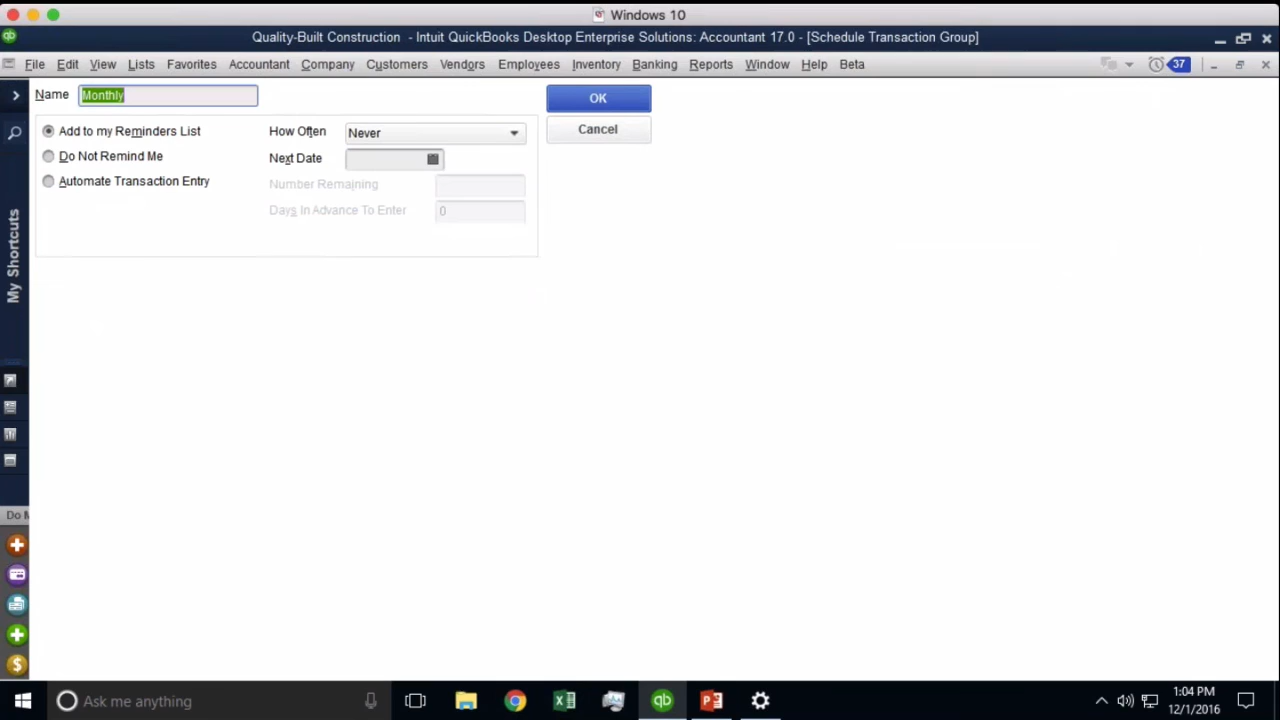 Windows 10
Quality-Built Construction - Intuit QuickBooks Desktop Enterprise Solutions: Accountant 17.0 - [Schedule Transaction Group]
File Edit View Lists Favorites Accountant Company Customers Vendors Employees Inventory Banking Reports Window Help Beta 37
Name Monthly OK
Add to my Reminders List How Often Never Cancel
Do Not Remind Me Next Date
Automate Transaction Entry Number Remaining
Days In Advance To Enter 0
My Shortcuts
Do M
Ask me anything
1:04 PM
12/1/2016